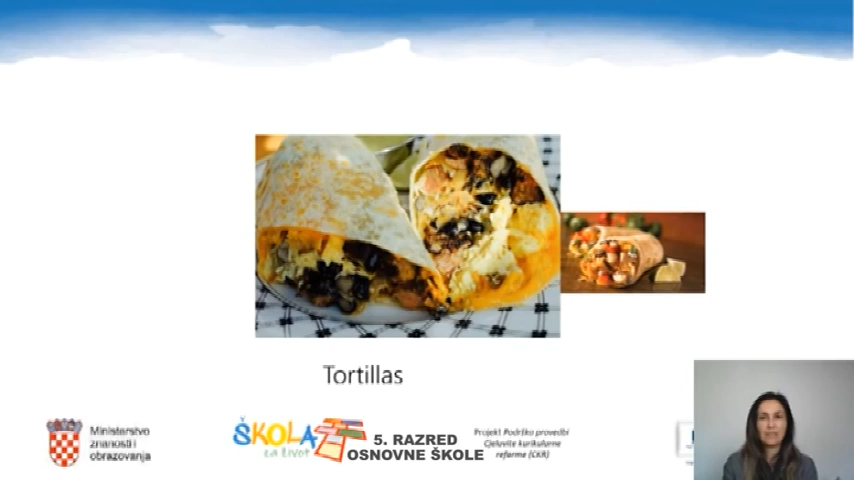 Tortillas
Ministarstvo
znanosti i
obrazovanja
ŠKOLA
za život
5. RAZRED
OSNOVNE ŠKOLE
Projekt Podrška provedbi
Cjelovite kurikularne
reforme (CKR)